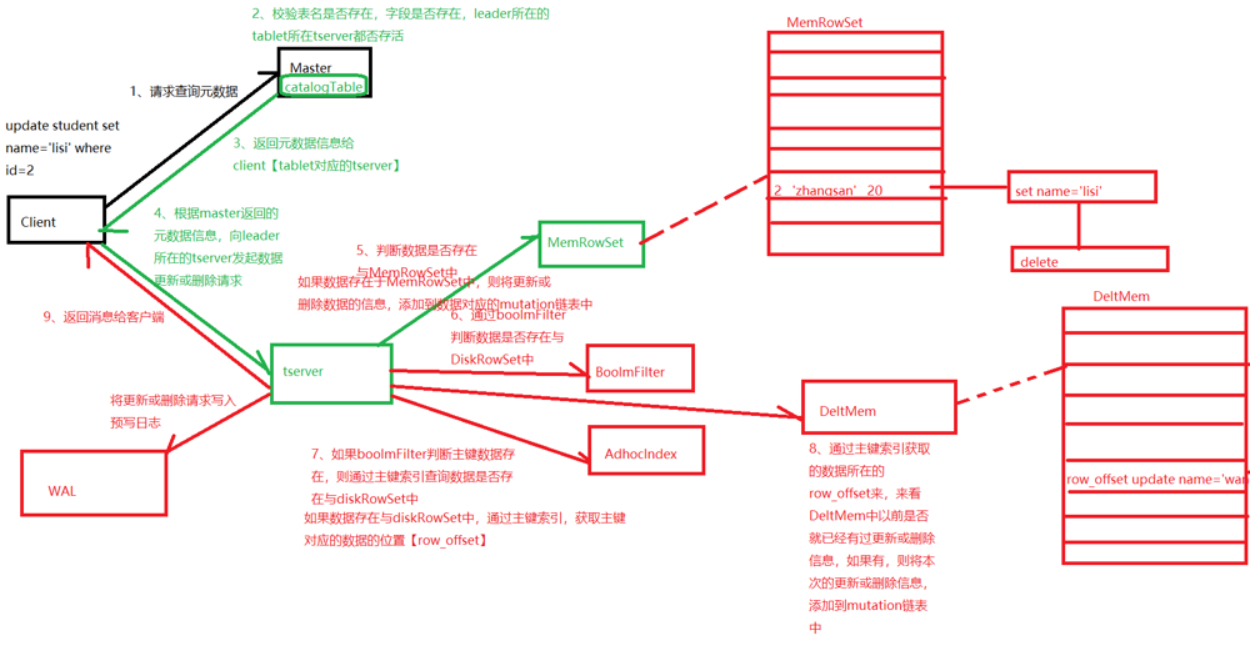 2、校验表名是否存在，字段是否存在，leader所在的
tablet所在tserver都否存活
Master
catalogTable
1、请求查询元数据
update student set
name='lisi' where
id=2
3、返回元数据信息给
client【tablet对应的tserver】
Client
4、根据master返回的
元数据信息，向leader
所在的tserver发起数据
更新或删除请求
9、返回消息给客户端
tserver
将更新或删除请求写入
预写日志
WAL
5、判断数据是否存在
与MemRowSet中
如果数据存在于MemRowSet中，则将更新或
删除数据的信息，添加到数据对应的mutation链表中
MemRowSet
6、通过boolmFilter
判断数据是否存在与
DiskRowSet中
BoolmFilter
AdhocIndex
7、如果boolmFilter判断主键数据存
在，则通过主键索引查询数据是否存
在与diskRowSet中
如果数据存在与diskRowSet中，通过主键索引，获取主键
对应的数据的位置【row_offset】
MemRowSet
2 'zhangsan' 20
set name='lisi'
delete
DeltMem
8、通过主键索引获取
的数据所在的
row_offset来，来看
DeltMem中以前是否
就已经有过更新或删除
信息，如果有，则将本
次的更新或删除信息，
添加到mutation链表
中
DeltMem
row_offset update name='wan